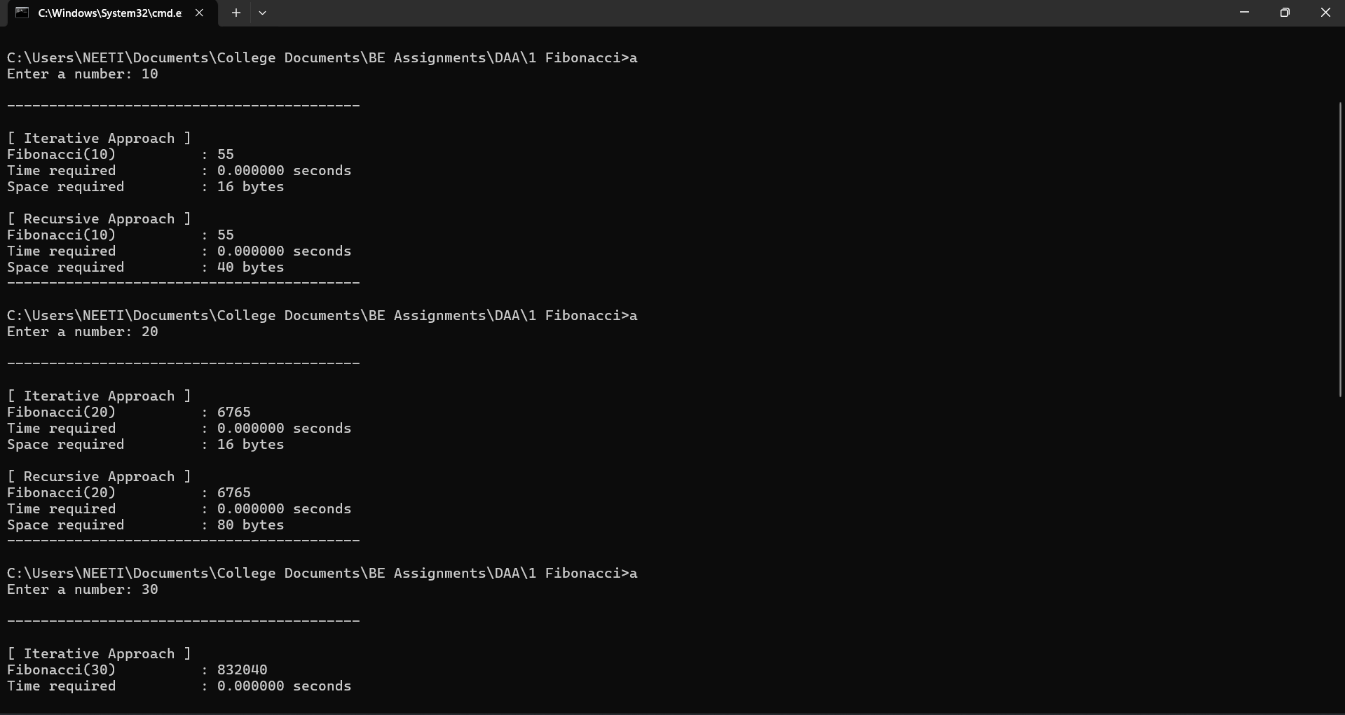 C:\Windows\System32\cmd.e
C:\Users\NEETI\Documents\College Documents\BE Assignments\DAA\1 Fibonacci>a
Enter a number: 10
------------------------------------------
[ Iterative Approach ]
Fibonacci(10)          : 55
Time required          : 0.000000 seconds
Space required         : 16 bytes
[ Recursive Approach ]
Fibonacci(10)          : 55
Time required          : 0.000000 seconds
Space required         : 40 bytes
------------------------------------------
C:\Users\NEETI\Documents\College Documents\BE Assignments\DAA\1 Fibonacci>a
Enter a number: 20
------------------------------------------
[ Iterative Approach ]
Fibonacci(20)          : 6765
Time required          : 0.000000 seconds
Space required         : 16 bytes
[ Recursive Approach ]
Fibonacci(20)          : 6765
Time required          : 0.000000 seconds
Space required         : 80 bytes
------------------------------------------
C:\Users\NEETI\Documents\College Documents\BE Assignments\DAA\1 Fibonacci>a
Enter a number: 30
------------------------------------------
[ Iterative Approach ]
Fibonacci(30)          : 832040
Time required          : 0.000000 seconds